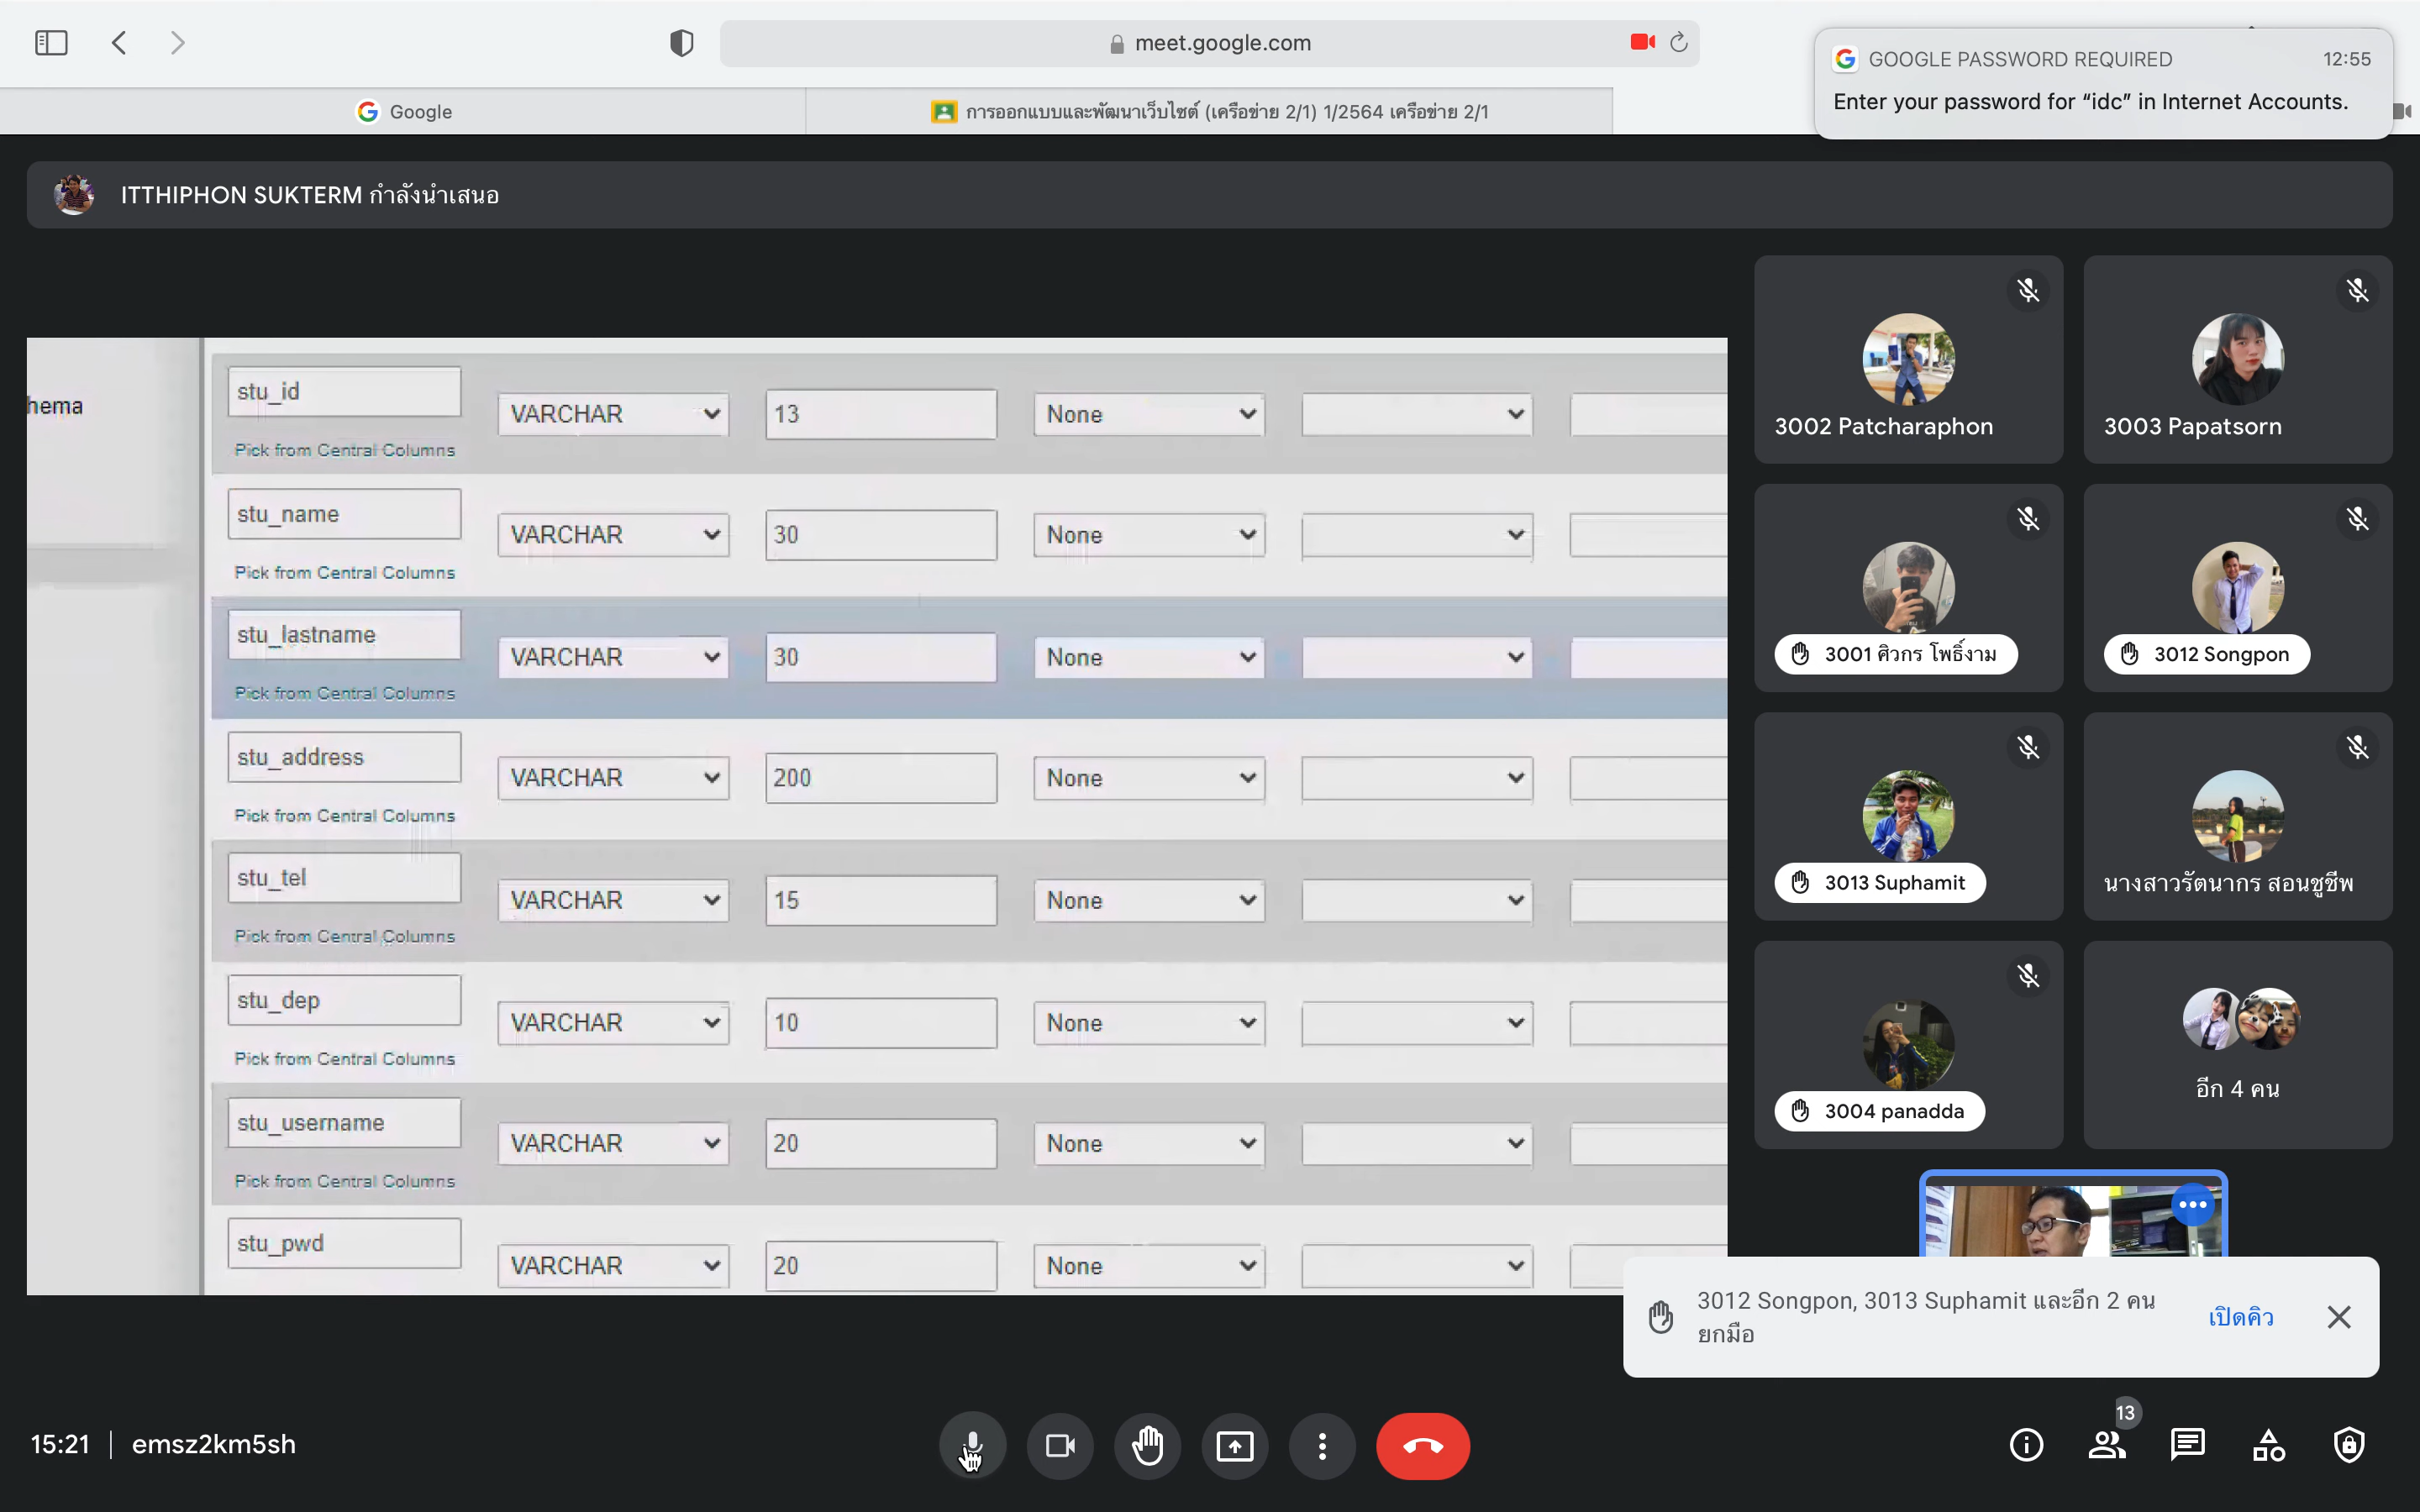 meet.google.com
GOOGLE PASSWORD REQUIRED 12:55
Enter your password for “idc” in Internet Accounts.
Google
การออกแบบและพัฒนาเว็บไซต์ (เครือข่าย 2/1) 1/2564 เครือข่าย 2/1
ITTHIPHON SUKTERM กำลังนำเสนอ
hema
stu_id VARCHAR 13 None
Pick from Central Columns
stu_name VARCHAR 30 None
Pick from Central Columns
stu_lastname VARCHAR 30 None
Pick from Central Columns
stu_address VARCHAR 200 None
Pick from Central Columns
stu_tel VARCHAR 15 None
Pick from Central Columns
stu_dep VARCHAR 10 None
Pick from Central Columns
stu_username VARCHAR 20 None
Pick from Central Columns
stu_pwd VARCHAR 20 None
3002 Patcharaphon
3003 Papatsorn
3001 ศิวกร โพธิ์งาม
3012 Songpon
3013 Suphamit
นางสาวรัตนากร สอนชูชีพ
3004 panadda
อีก 4 คน
3012 Songpon, 3013 Suphamit และอีก 2 คน
ยกมือ
เปิดคิว
15:21 | emsz2km5sh
13